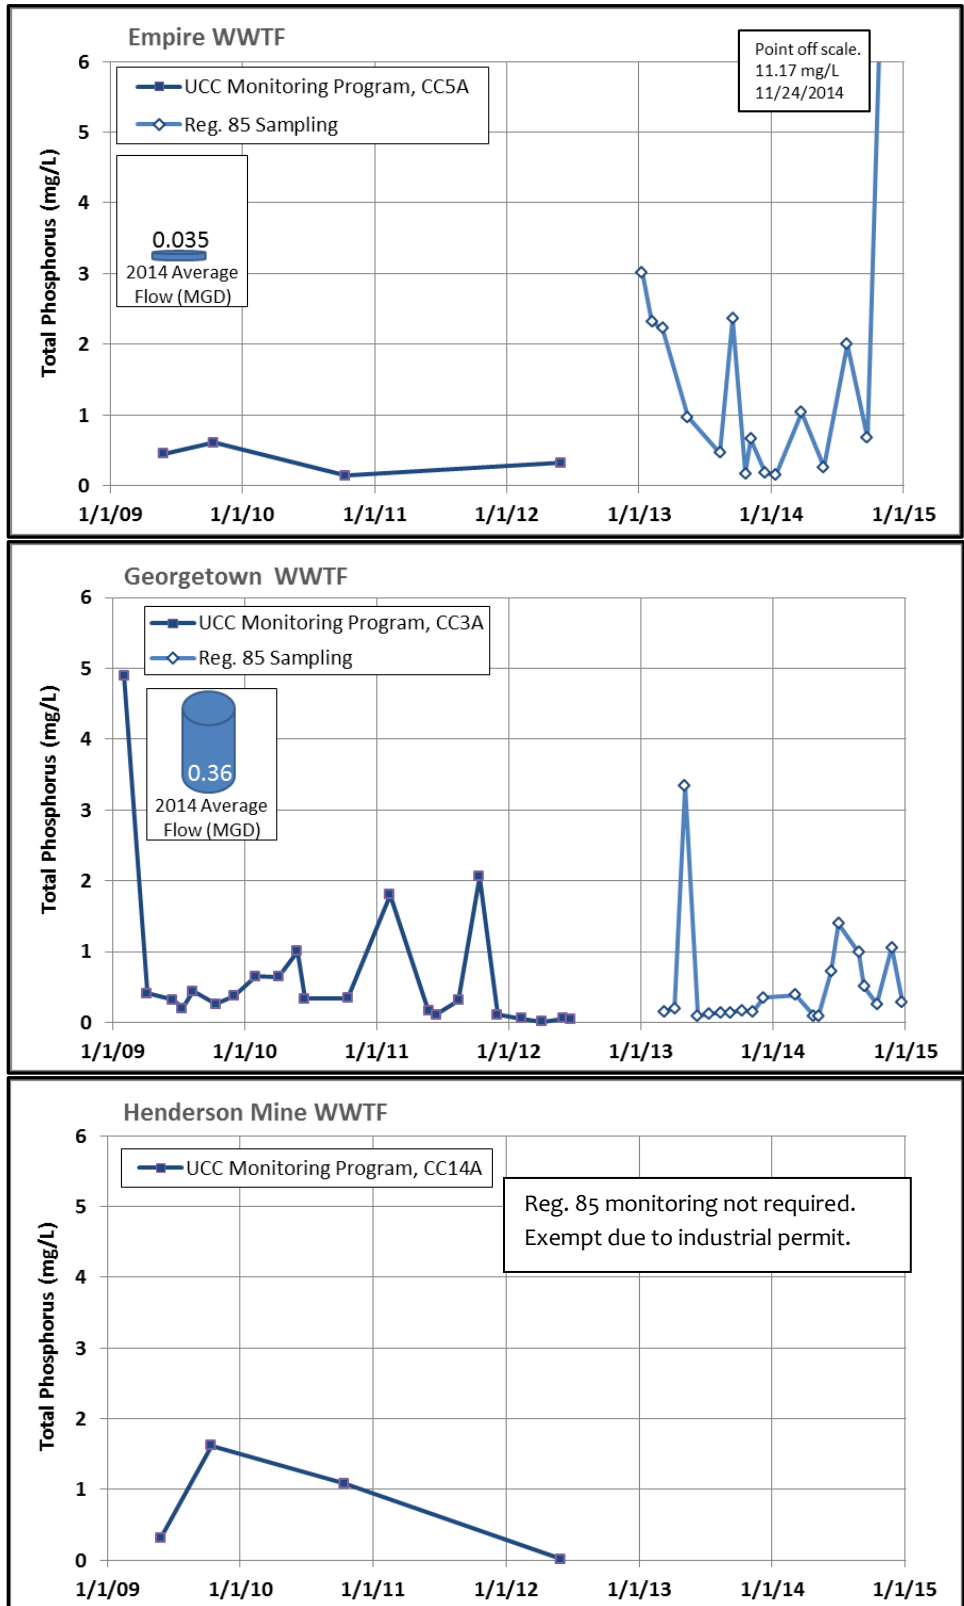 Empire WWTF
Point off scale.
11.17 mg/L
11/24/2014
UCC Monitoring Program, CC5A
Reg. 85 Sampling
0.035
2014 Average
Flow (MGD)
Total Phosphorus (mg/L)
6
5
4
3
2
1
0
1/1/09 1/1/10 1/1/11 1/1/12 1/1/13 1/1/14 1/1/15
Georgetown WWTF
UCC Monitoring Program, CC3A
Reg. 85 Sampling
0.36
2014 Average
Flow (MGD)
Total Phosphorus (mg/L)
6
5
4
3
2
1
0
1/1/09 1/1/10 1/1/11 1/1/12 1/1/13 1/1/14 1/1/15
Henderson Mine WWTF
UCC Monitoring Program, CC14A
Reg. 85 monitoring not required.
Exempt due to industrial permit.
Total Phosphorus (mg/L)
6
5
4
3
2
1
0
1/1/09 1/1/10 1/1/11 1/1/12 1/1/13 1/1/14 1/1/15